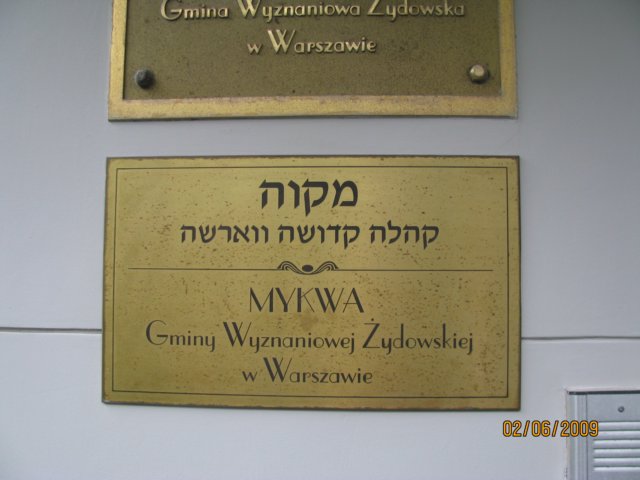 Gmina Wyznaniowa Żydowska
w Warszawie
מקוה
קהלה קדושה ווארשה
MYKWA
Gminy Wyznaniowej Żydowskiej
w Warszawie
02/06/2009